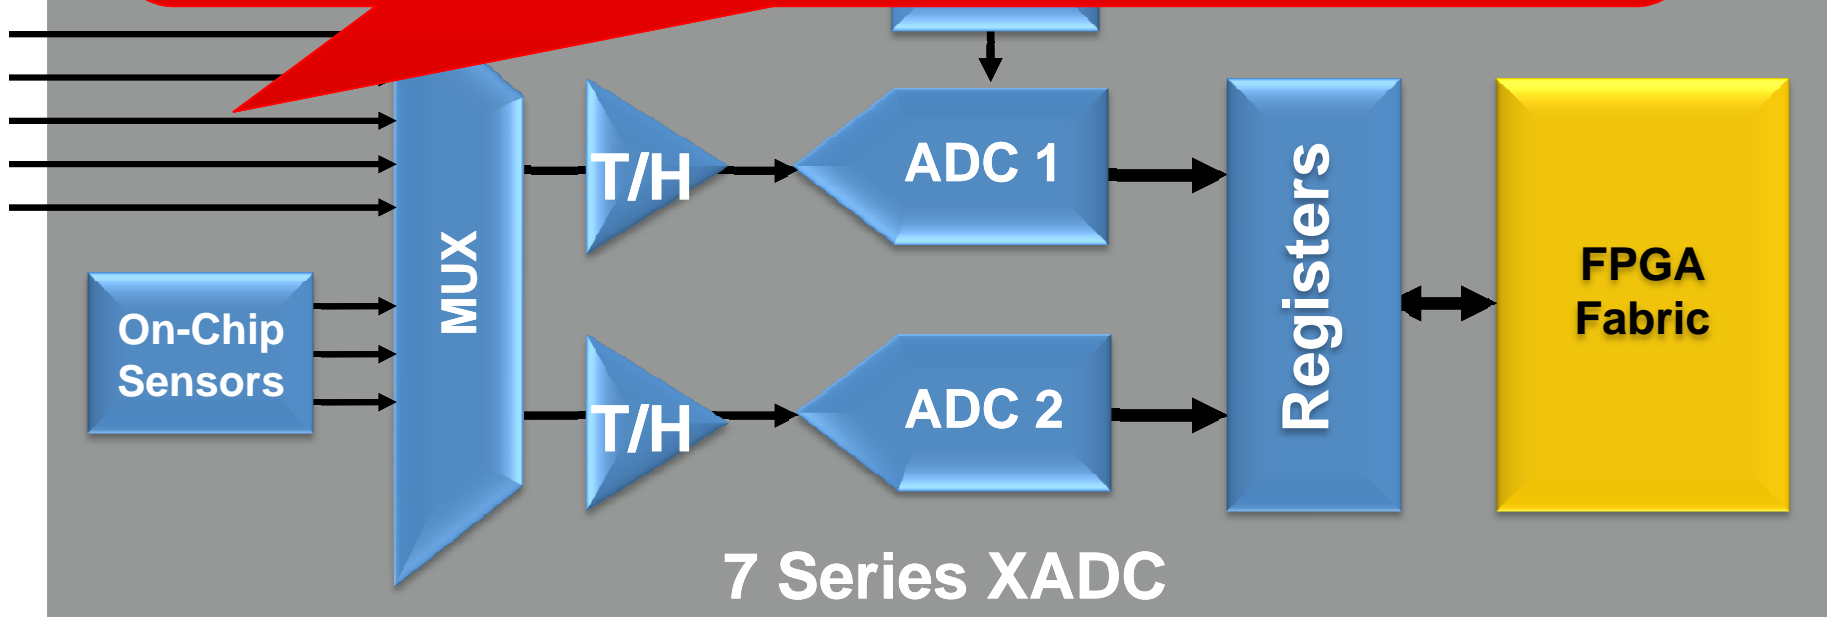 T/H
ADC 1
MUX
Registers
FPGA
Fabric
On-Chip
Sensors
T/H
ADC 2
7 Series XADC